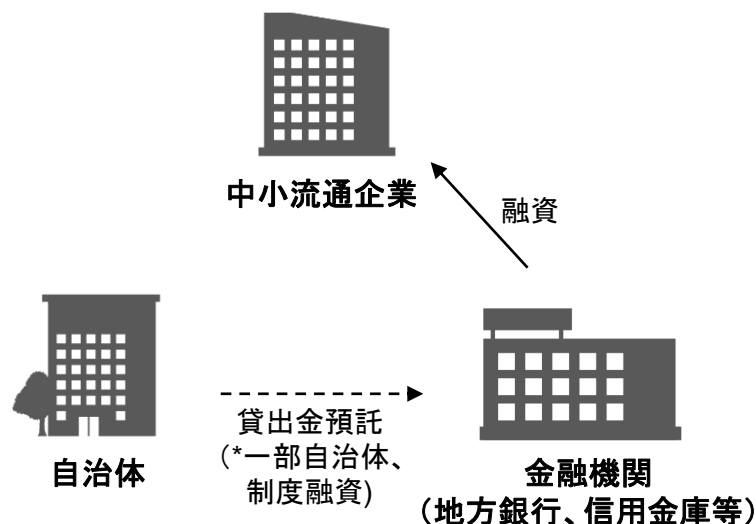 中小流通企業
融資
自治体
貸出金預託
(*一部自治体、
制度融資)
金融機関
(地方銀行、信用金庫等)